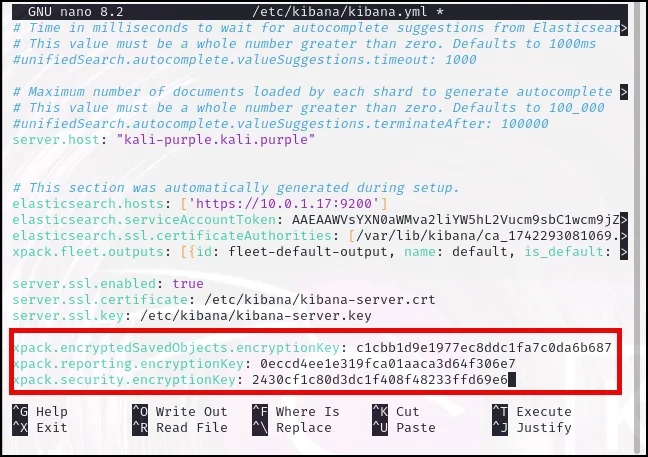 GNU nano 8.2 /etc/kibana/kibana.yml *
# Time in milliseconds to wait for autocomplete suggestions from Elasticsear>
# This value must be a whole number greater than zero. Defaults to 1000ms
#unifiedSearch.autocomplete.valueSuggestions.timeout: 1000
# Maximum number of documents loaded by each shard to generate autocomplete >
# This value must be a whole number greater than zero. Defaults to 100_000
#unifiedSearch.autocomplete.valueSuggestions.terminateAfter: 100000
server.host: "kali-purple.kali.purple"
# This section was automatically generated during setup.
elasticsearch.hosts: ['https://10.0.1.17:9200']
elasticsearch.serviceAccountToken: AAEAAWVsYXN0aWMva2liYW5hL2Vucm9sbC1wcm9jZ>
elasticsearch.ssl.certificateAuthorities: [/var/lib/kibana/ca_1742293081069.>
xpack.fleet.outputs: [{id: fleet-default-output, name: default, is_default: >
server.ssl.enabled: true
server.ssl.certificate: /etc/kibana/kibana-server.crt
server.ssl.key: /etc/kibana/kibana-server.key
xpack.encryptedSavedObjects.encryptionKey: c1cbb1d9e1977ec8ddc1fa7c0da6b687
xpack.reporting.encryptionKey: 0eccd4ee1e319fca01aaca3d64f306e7
xpack.security.encryptionKey: 2430cf1c80d3dc1f408f48233ffd69e6
^G Help ^O Write Out ^F Where Is ^K Cut ^T Execute
^X Exit ^R Read File ^\ Replace ^U Paste ^J Justify